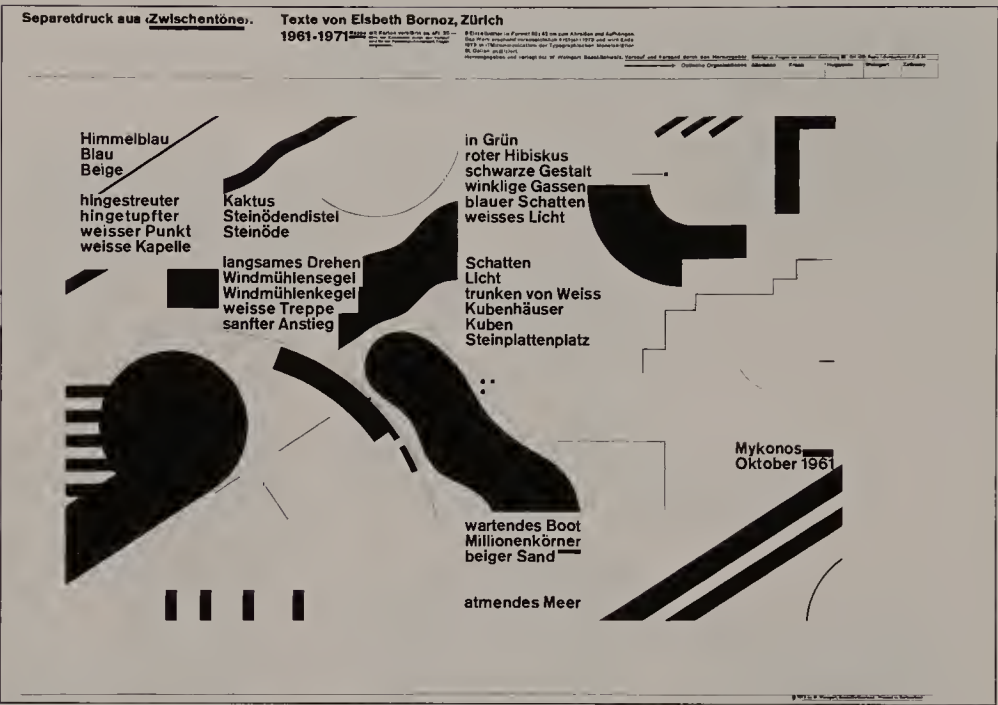 Separetdruck aus ‹Zwischentöne›.
Texte von Elsbeth Bornoz, Zürich
1961-1971
Himmelblau
Blau
Beige
hingestreuter
hingetupfter
weisser Punkt
weisse Kapelle
Kaktus
Steinödendistel
Steinöde
langsames Drehen
Windmühlensegel
Windmühlenkegel
weisse Treppe
sanfter Anstieg
in Grün
roter Hibiskus
schwarze Gestalt
winklige Gassen
blauer Schatten
weisses Licht
Schatten
Licht
trunken von Weiss
Kubenhäuser
Kuben
Steinplattenplatz
Mykonos
Oktober 1961
wartendes Boot
Millionenkörner
beiger Sand
atmendes Meer